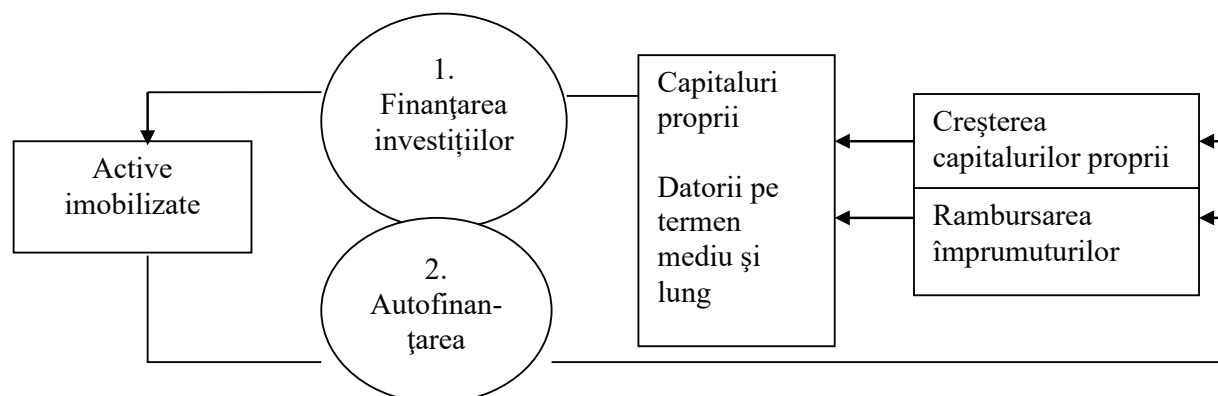 1.
Finanţarea
investițiilor
Active
imobilizate
2.
Autofinan-
ţarea
Capitaluri
proprii
Datorii pe
termen
mediu şi
lung
Creşterea
capitalurilor proprii
Rambursarea
împrumuturilor